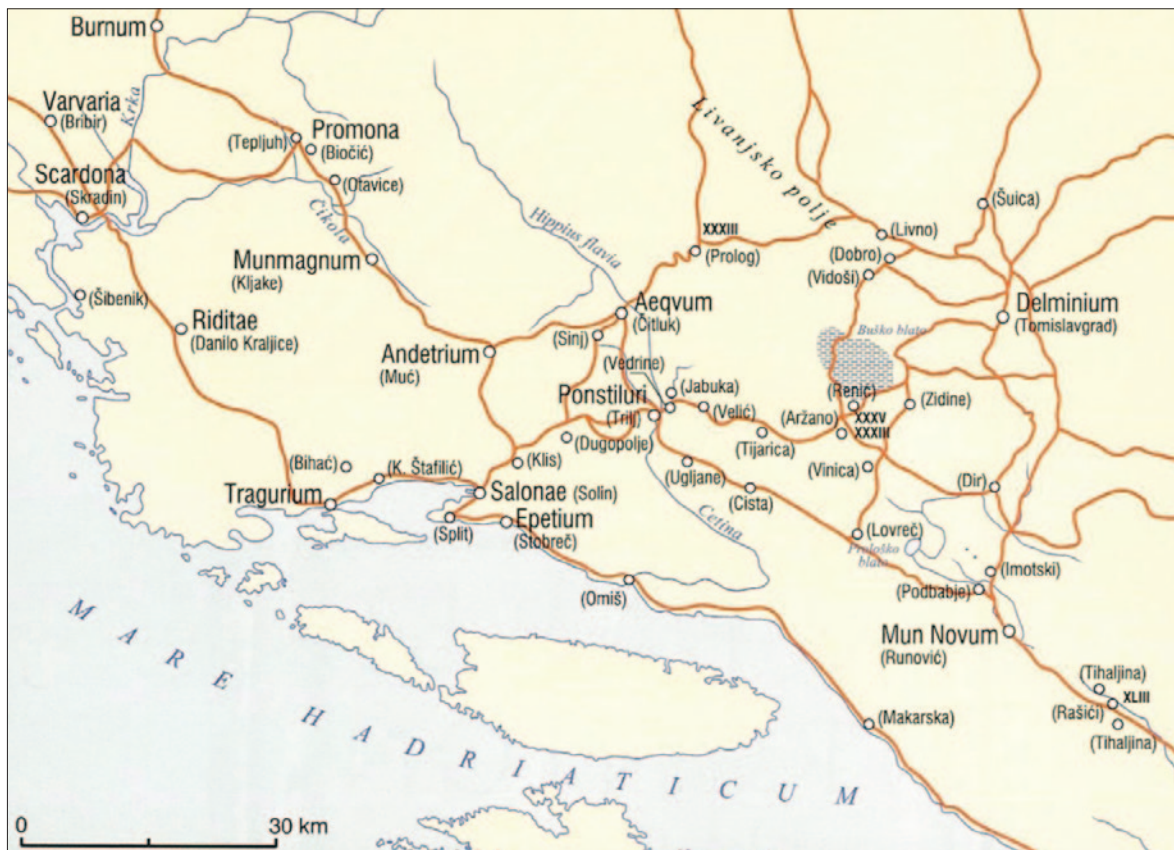 Burnum
Varvaria
(Bribir)
Krka
Promona
(Tepljuh)
(Biočić)
(Otavice)
Scardona
(Skradin)
Čikola
Livanjsko polje
Hippius flavia
XXXIII
(Prolog)
(Livno)
(Šuica)
(Dobro)
(Vidoši)
Munmagnum
(Kljake)
(Šibenik)
Riditae
(Danilo Kraljice)
Aeqvum
(Čitluk)
(Sinj)
Delminium
(Tomislavgrad)
Buško blato
Andetrium
(Muć)
(Vedrine)
Ponstiluri
(Trilj)
(Jabuka)
(Velić)
(Renić)
(Aržano)
XXXV
XXXIII
(Zidine)
(Tijarica)
(Dugopolje)
(Klis)
(Bihać)
(K. Štafilić)
(Ugljane)
(Vinica)
(Dir)
Tragurium
Salonae (Solin)
(Cista)
(Split)
Epetium
(Stobreč)
Cetina
(Lovreč)
Prološko
blato
(Imotski)
(Omiš)
(Podbabje)
Mun Novum
(Runović)
(Tihaljina)
XLIII
(Rašići)
(Tihaljina)
(Makarska)
MARE HADRIATICUM
0 30 km